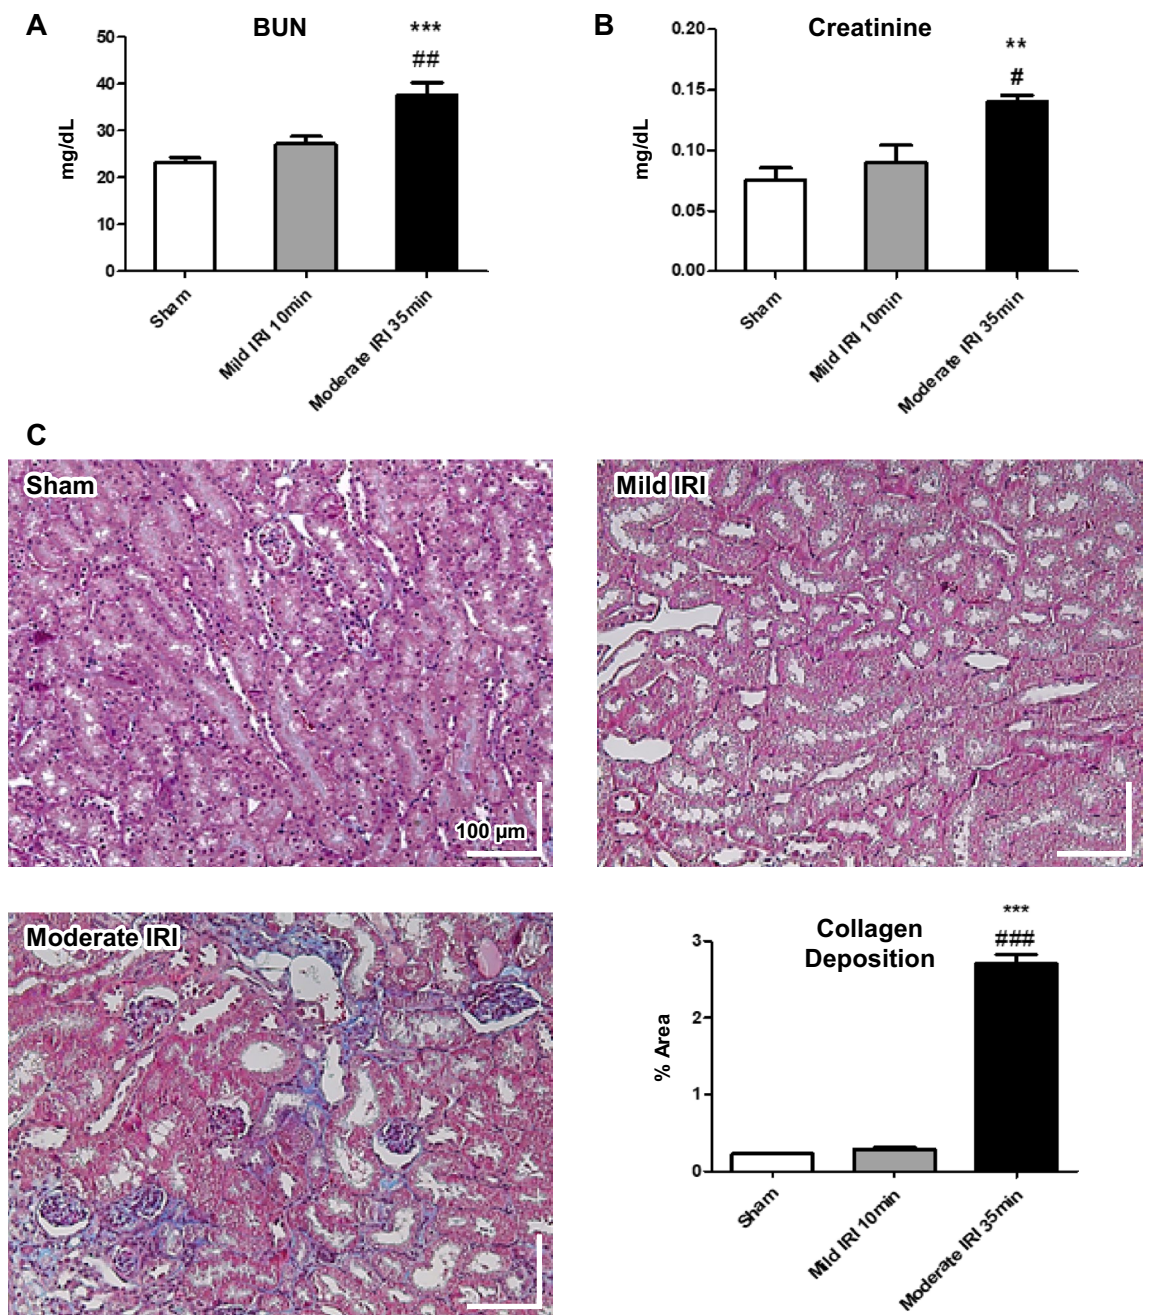 A
BUN
***
##
50
40
30
20
10
0
mg/dL
Sham
Mild IRI 10min
Moderate IRI 35min
B
Creatinine
**
#
0.20
0.15
0.10
0.05
0.00
mg/dL
Sham
Mild IRI 10min
Moderate IRI 35min
C
Sham
100 µm
Mild IRI
Moderate IRI
Collagen
Deposition
***
###
3
2
1
0
% Area
Sham
Mild IRI 10min
Moderate IRI 35min